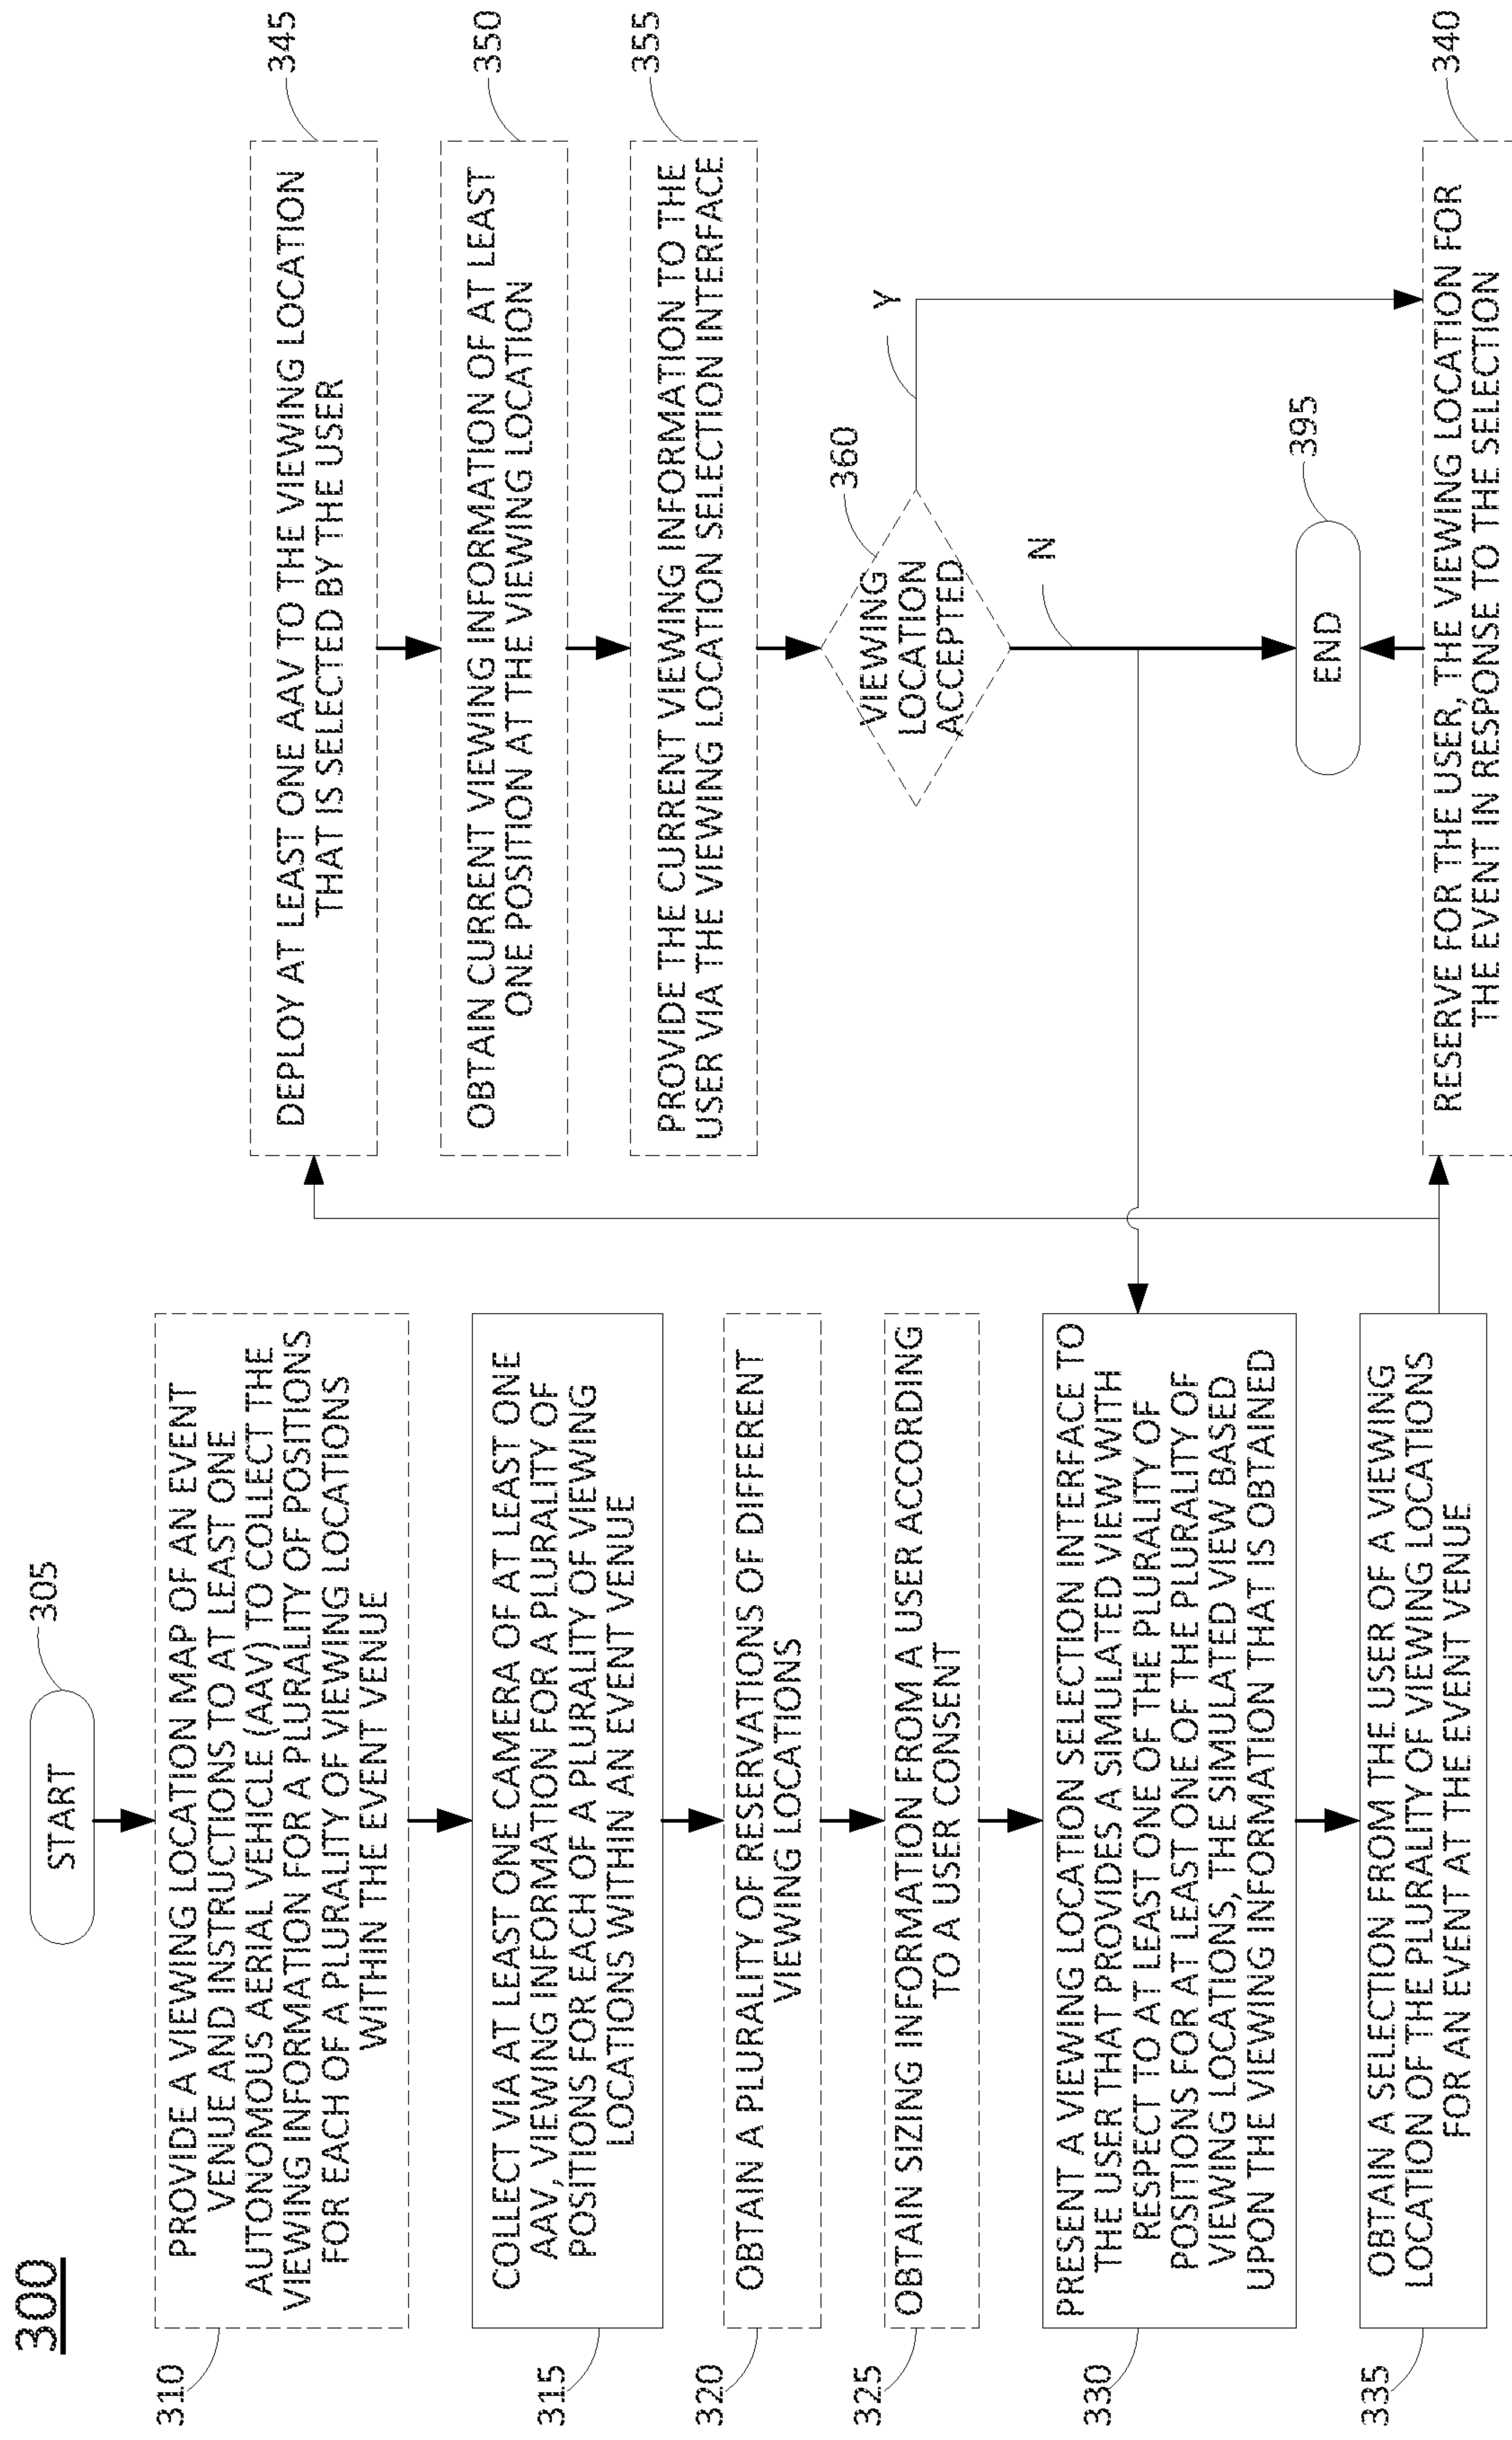 300
START
305
310
PROVIDE A VIEWING LOCATION MAP OF AN EVENT
VENUE AND INSTRUCTIONS TO AT LEAST ONE
AUTONOMOUS AERIAL VEHICLE (AAV) TO COLLECT THE
VIEWING INFORMATION FOR A PLURALITY OF POSITIONS
FOR EACH OF A PLURALITY OF VIEWING LOCATIONS
WITHIN THE EVENT VENUE
315
COLLECT VIA AT LEAST ONE CAMERA OF AT LEAST ONE
AAV, VIEWING INFORMATION FOR A PLURALITY OF
POSITIONS FOR EACH OF A PLURALITY OF VIEWING
LOCATIONS WITHIN AN EVENT VENUE
320
OBTAIN A PLURALITY OF RESERVATIONS OF DIFFERENT
VIEWING LOCATIONS
325
OBTAIN SIZING INFORMATION FROM A USER ACCORDING
TO A USER CONSENT
330
PRESENT A VIEWING LOCATION SELECTION INTERFACE TO
THE USER THAT PROVIDES A SIMULATED VIEW WITH
RESPECT TO AT LEAST ONE OF THE PLURALITY OF
POSITIONS FOR AT LEAST ONE OF THE PLURALITY OF
VIEWING LOCATIONS, THE SIMULATED VIEW BASED
UPON THE VIEWING INFORMATION THAT IS OBTAINED
335
OBTAIN A SELECTION FROM THE USER OF A VIEWING
LOCATION OF THE PLURALITY OF VIEWING LOCATIONS
FOR AN EVENT AT THE EVENT VENUE
345
DEPLOY AT LEAST ONE AAV TO THE VIEWING LOCATION
THAT IS SELECTED BY THE USER
350
OBTAIN CURRENT VIEWING INFORMATION OF AT LEAST
ONE POSITION AT THE VIEWING LOCATION
355
PROVIDE THE CURRENT VIEWING INFORMATION TO THE
USER VIA THE VIEWING LOCATION SELECTION INTERFACE
360
VIEWING
LOCATION
ACCEPTED
Y
N
END
395
340
RESERVE FOR THE USER, THE VIEWING LOCATION FOR
THE EVENT IN RESPONSE TO THE SELECTION